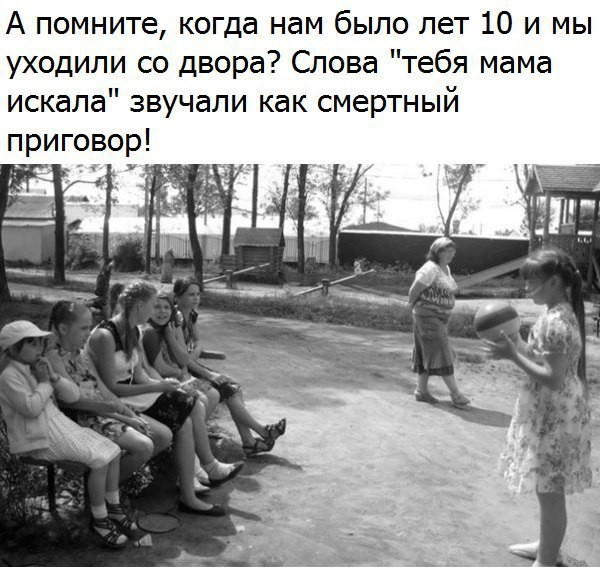 А помните, когда нам было лет 10 и мы
уходили со двора? Слова "тебя мама
искала" звучали как смертный
приговор!